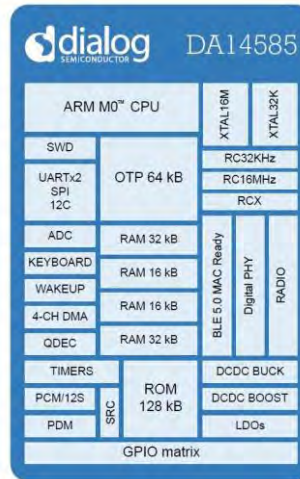 dialog
SEMICONDUCTOR
DA14585
ARM M0™ CPU
XTAL16M
XTAL32K
SWD
UARTx2
SPI
12C
OTP 64 kB
RC32KHz
RC16MHz
RCX
ADC
KEYBOARD
WAKEUP
4-CH DMA
QDEC
RAM 32 kB
RAM 16 kB
RAM 16 kB
RAM 32 kB
BLE 5.0 MAC Ready
Digital PHY
RADIO
TIMERS
PCM/12S
PDM
SRC
ROM
128 kB
DCDC BUCK
DCDC BOOST
LDOs
GPIO matrix